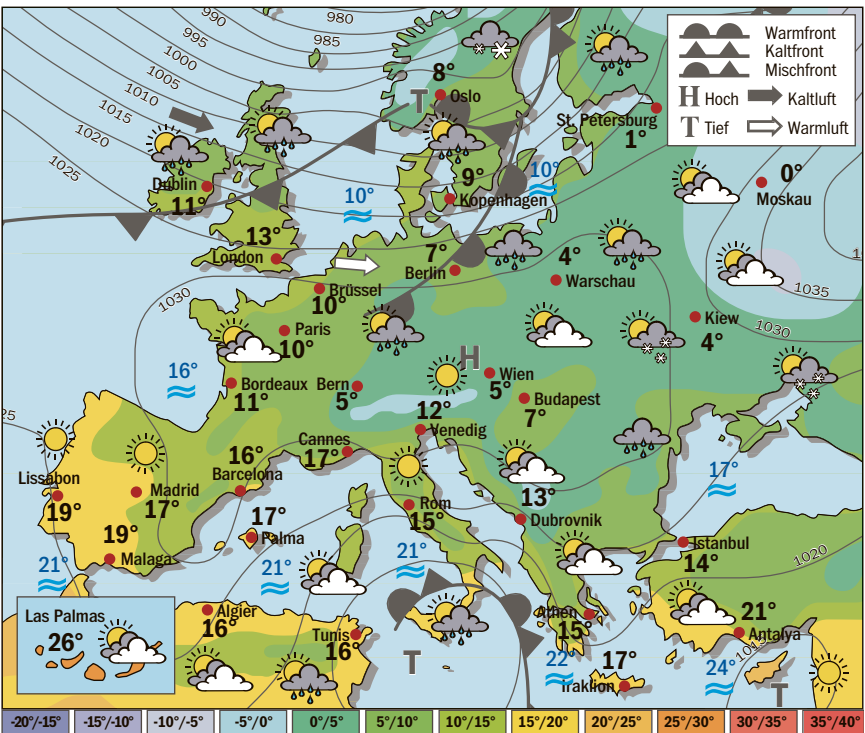 990
980
995
985
1000
1005
1010
1015
1020
1025
Warmfront
Kaltfront
Mischfront
H Hoch
Kaltluft
T Tief
Warmluft
8°
T
Oslo
St. Petersburg
1°
0°
Moskau
Dublin
11°
10°
10°
9°
Kopenhagen
13°
London
7°
Berlin
4°
Warschau
1035
1030
10°
Brüssel
1030
Kiew
4°
Paris
10°
16°
H
Wien
5°
Bordeaux
11°
Bern
5°
Budapest
7°
12°
Venedig
25
Cannes
17°
16°
Barcelona
17°
Lissabon
19°
Madrid
17°
13°
Dubrovnik
Rom
15°
17°
Palma
19°
Malaga
21°
21°
21°
Istanbul
14°
1020
Las Palmas
26°
Algier
16°
Tunis
16°
T
Athen
15°
22°
17°
Iraklion
21°
Antalya
24°
T
-20°/-15°
-15°/-10°
-10°/-5°
-5°/0°
0°/5°
5°/10°
10°/15°
15°/20°
20°/25°
25°/30°
30°/35°
35°/40°